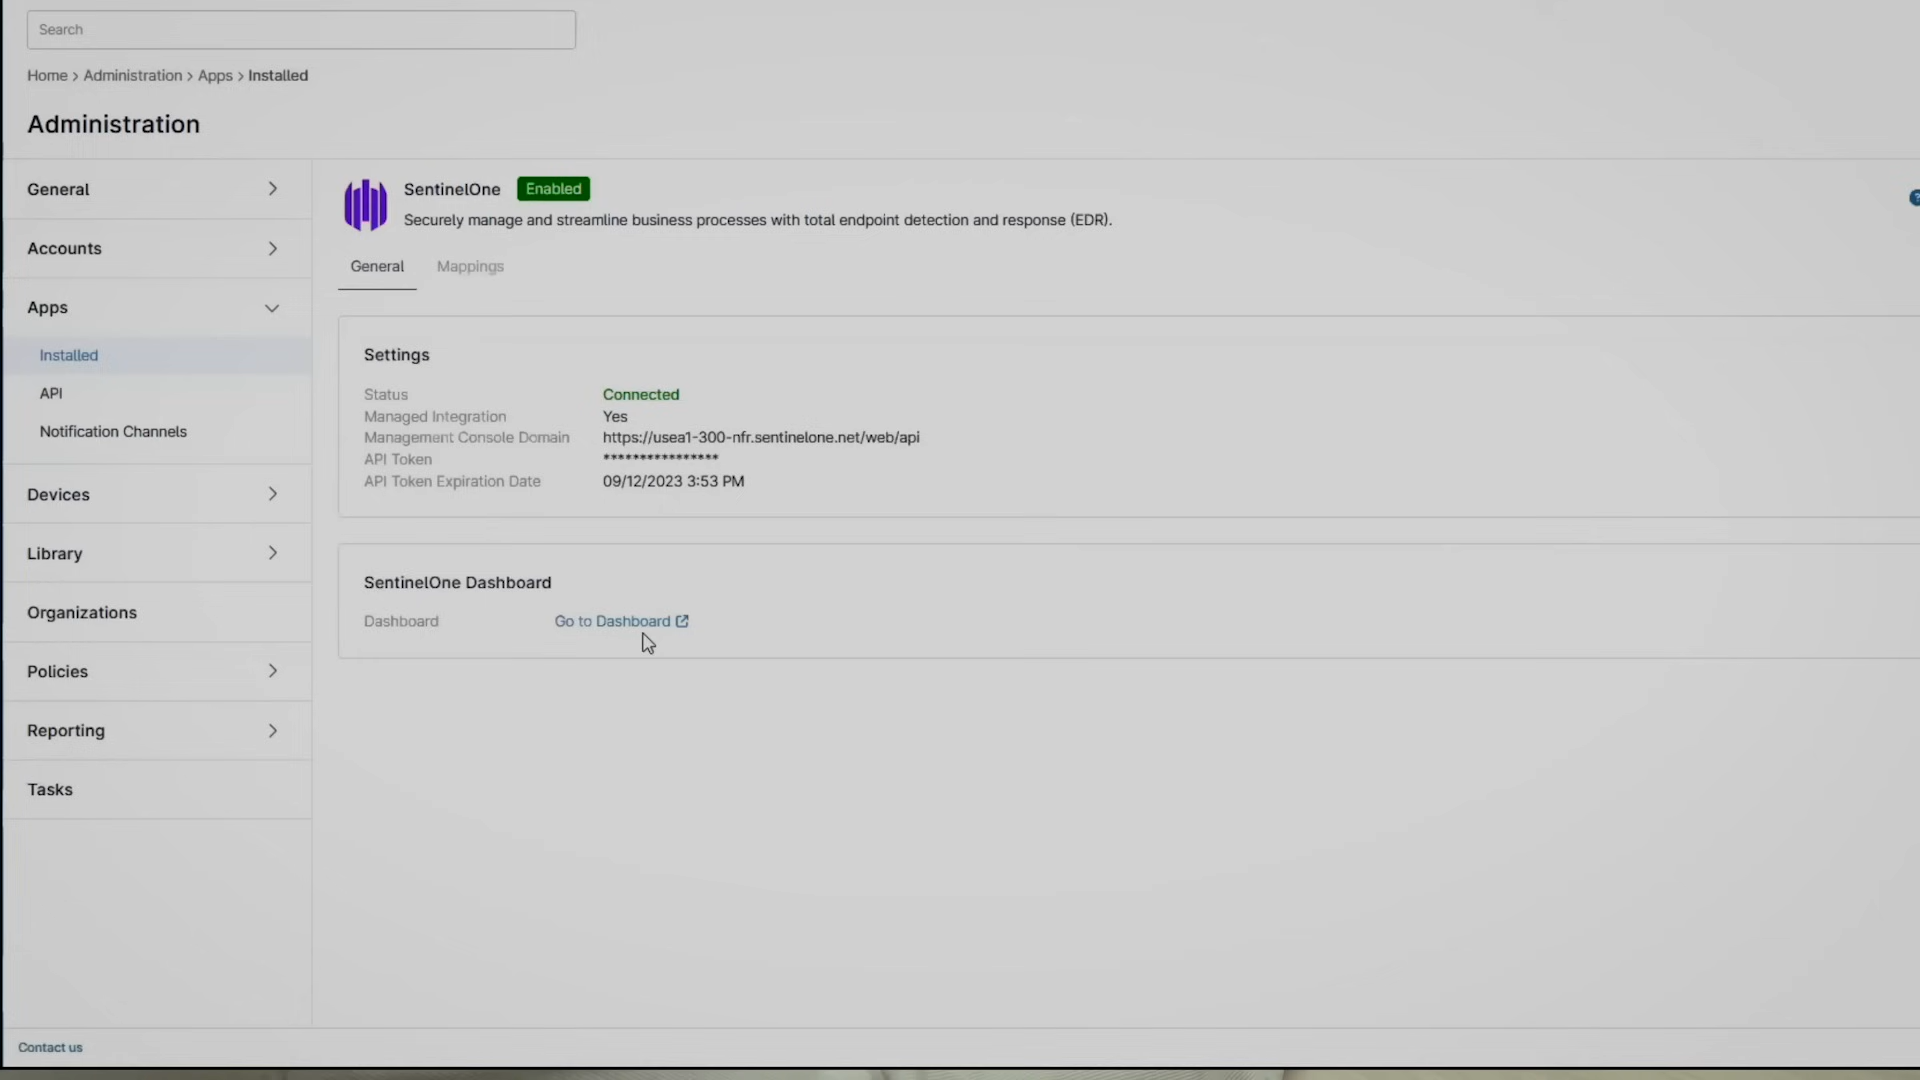 Search
Home > Administration > Apps > Installed
Administration
General
Accounts
Apps
Installed
API
Notification Channels
Devices
Library
Organizations
Policies
Reporting
Tasks
SentinelOne Enabled
Securely manage and streamline business processes with total endpoint detection and response (EDR).
General Mappings
Settings
Status Connected
Managed Integration Yes
Management Console Domain https://usea1-300-nfr.sentinelone.net/web/api
API Token ****************
API Token Expiration Date 09/12/2023 3:53 PM
SentinelOne Dashboard
Dashboard Go to Dashboard
Contact us